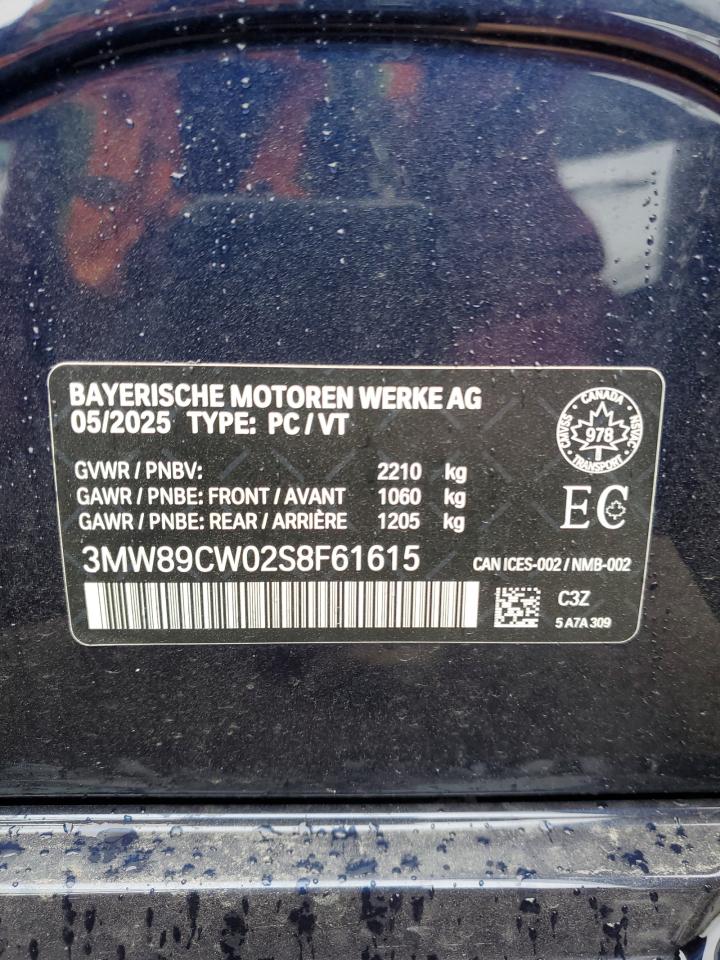 BAYERISCHE MOTOREN WERKE AG
05/2025 TYPE: PC / VT
CANADA
CMVSS
978
NSVAC
TRANSPORT
GVWR / PNBV: 2210 kg
GAWR / PNBE: FRONT / AVANT 1060 kg
GAWR / PNBE: REAR / ARRIÈRE 1205 kg
EC
3MW89CW02S8F61615
CAN ICES-002 / NMB-002
C3Z
5 A7A 309